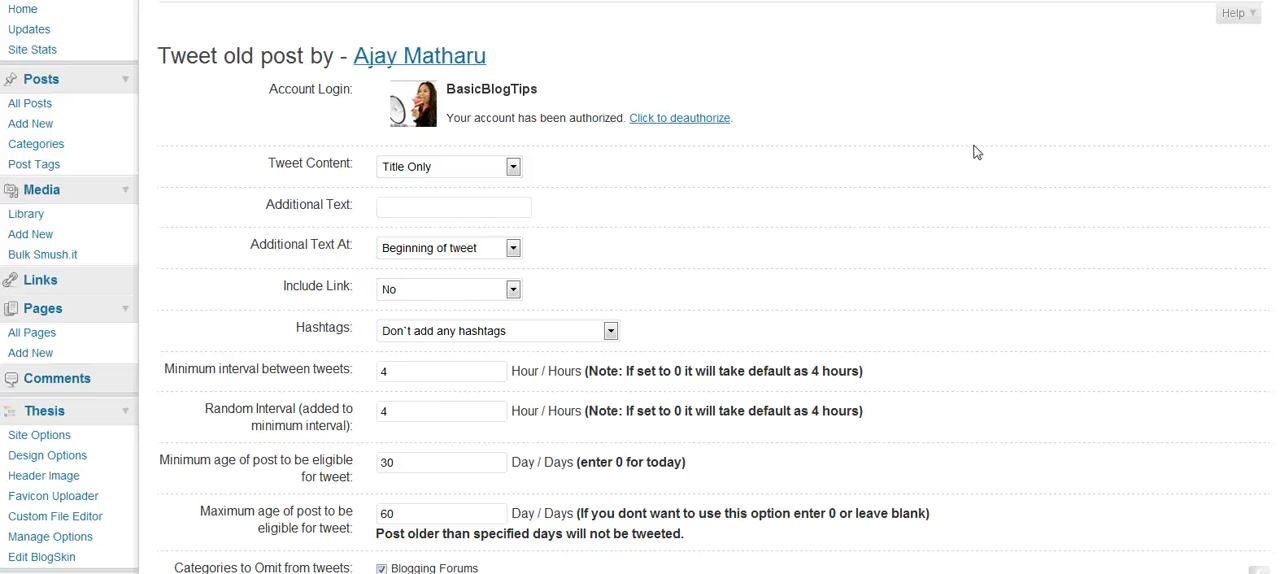 Home
Updates
Site Stats
Posts
All Posts
Add New
Categories
Post Tags
Media
Library
Add New
Bulk Smush.it
Links
Pages
All Pages
Add New
Comments
Thesis
Site Options
Design Options
Header Image
Favicon Uploader
Custom File Editor
Manage Options
Edit BlogSkin
Help
Tweet old post by - Ajay Matharu
Account Login:
BasicBlogTips
Your account has been authorized. Click to deauthorize.
Tweet Content: Title Only
Additional Text:
Additional Text At: Beginning of tweet
Include Link: No
Hashtags: Don`t add any hashtags
Minimum interval between tweets: 4 Hour / Hours (Note: If set to 0 it will take default as 4 hours)
Random Interval (added to
minimum interval): 4 Hour / Hours (Note: If set to 0 it will take default as 4 hours)
Minimum age of post to be eligible
for tweet: 30 Day / Days (enter 0 for today)
Maximum age of post to be
eligible for tweet: 60 Day / Days (If you dont want to use this option enter 0 or leave blank)
Post older than specified days will not be tweeted.
Categories to Omit from tweets: Blogging Forums